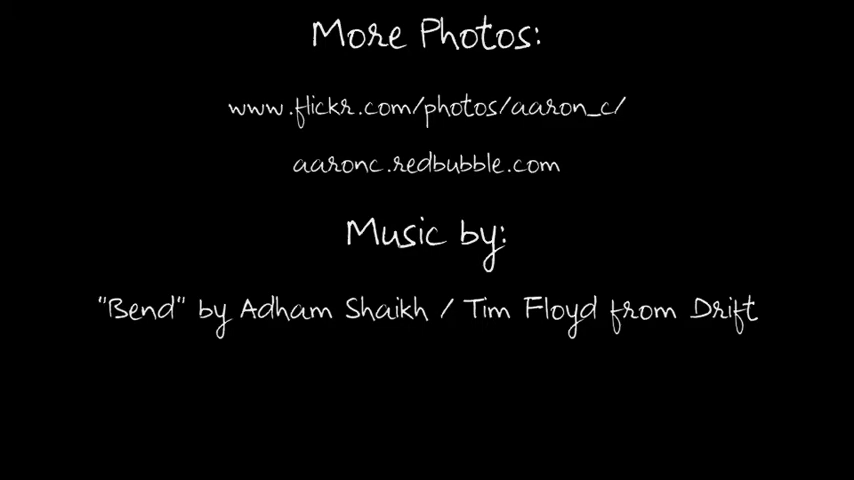 More Photos:
www.flickr.com/photos/aaron_c/
aaronc.redbubble.com
Music by:
"Bend" by Adham Shaikh / Tim Floyd from Drift